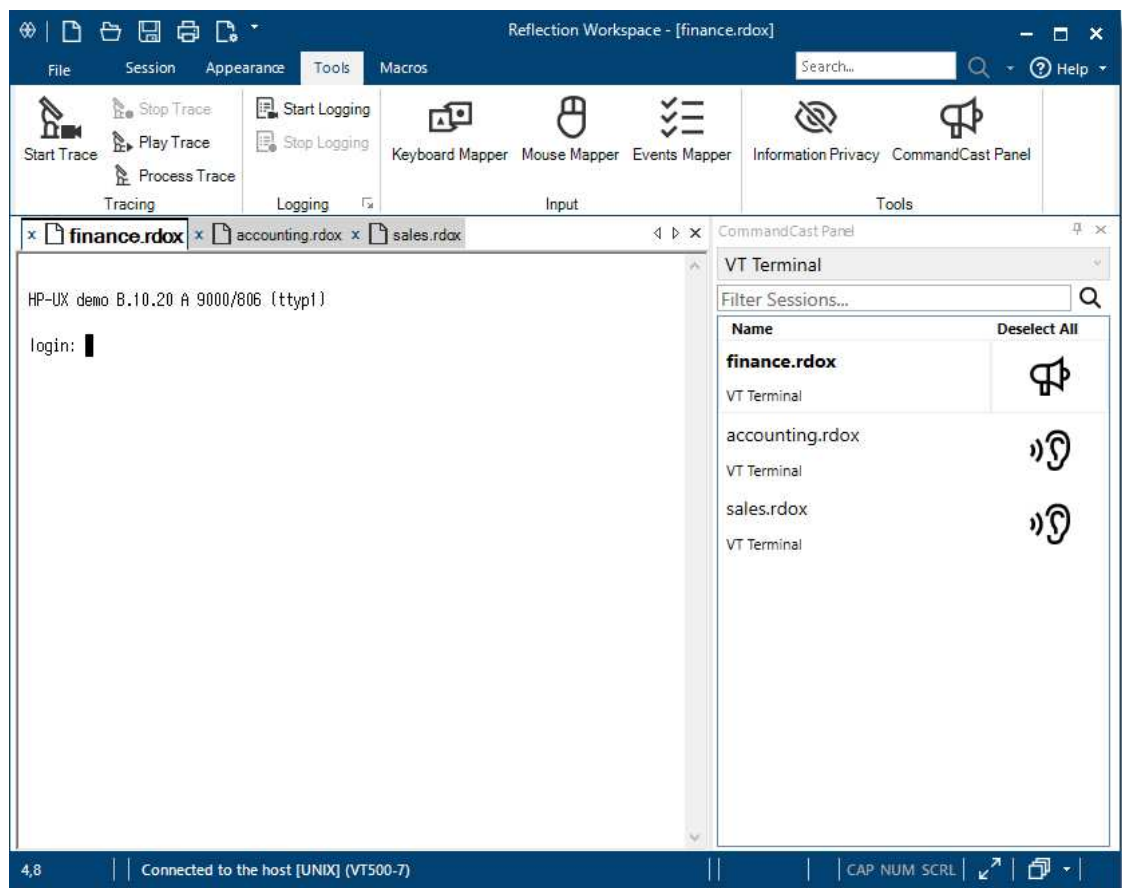 Reflection Workspace - [finance.rdox]
File Session Appearance Tools Macros Search... Help
Start Trace
Stop Trace
Play Trace
Process Trace
Tracing
Start Logging
Stop Logging
Logging
Keyboard Mapper Mouse Mapper Events Mapper
Input
Information Privacy CommandCast Panel
Tools
finance.rdox accounting.rdox sales.rdox
HP-UX demo B.10.20 A 9000/806 (ttyp1)
login:
CommandCast Panel
VT Terminal
Filter Sessions...
Name Deselect All
finance.rdox
VT Terminal
accounting.rdox
VT Terminal
sales.rdox
VT Terminal
4,8 Connected to the host [UNIX] (VT500-7) CAP NUM SCRL